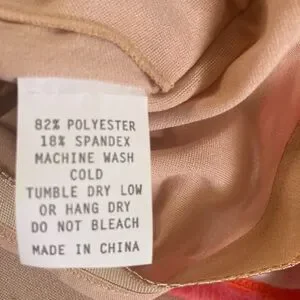 82% POLYESTER
18% SPANDEX
MACHINE WASH
COLD
TUMBLE DRY LOW
OR HANG DRY
DO NOT BLEACH
MADE IN CHINA